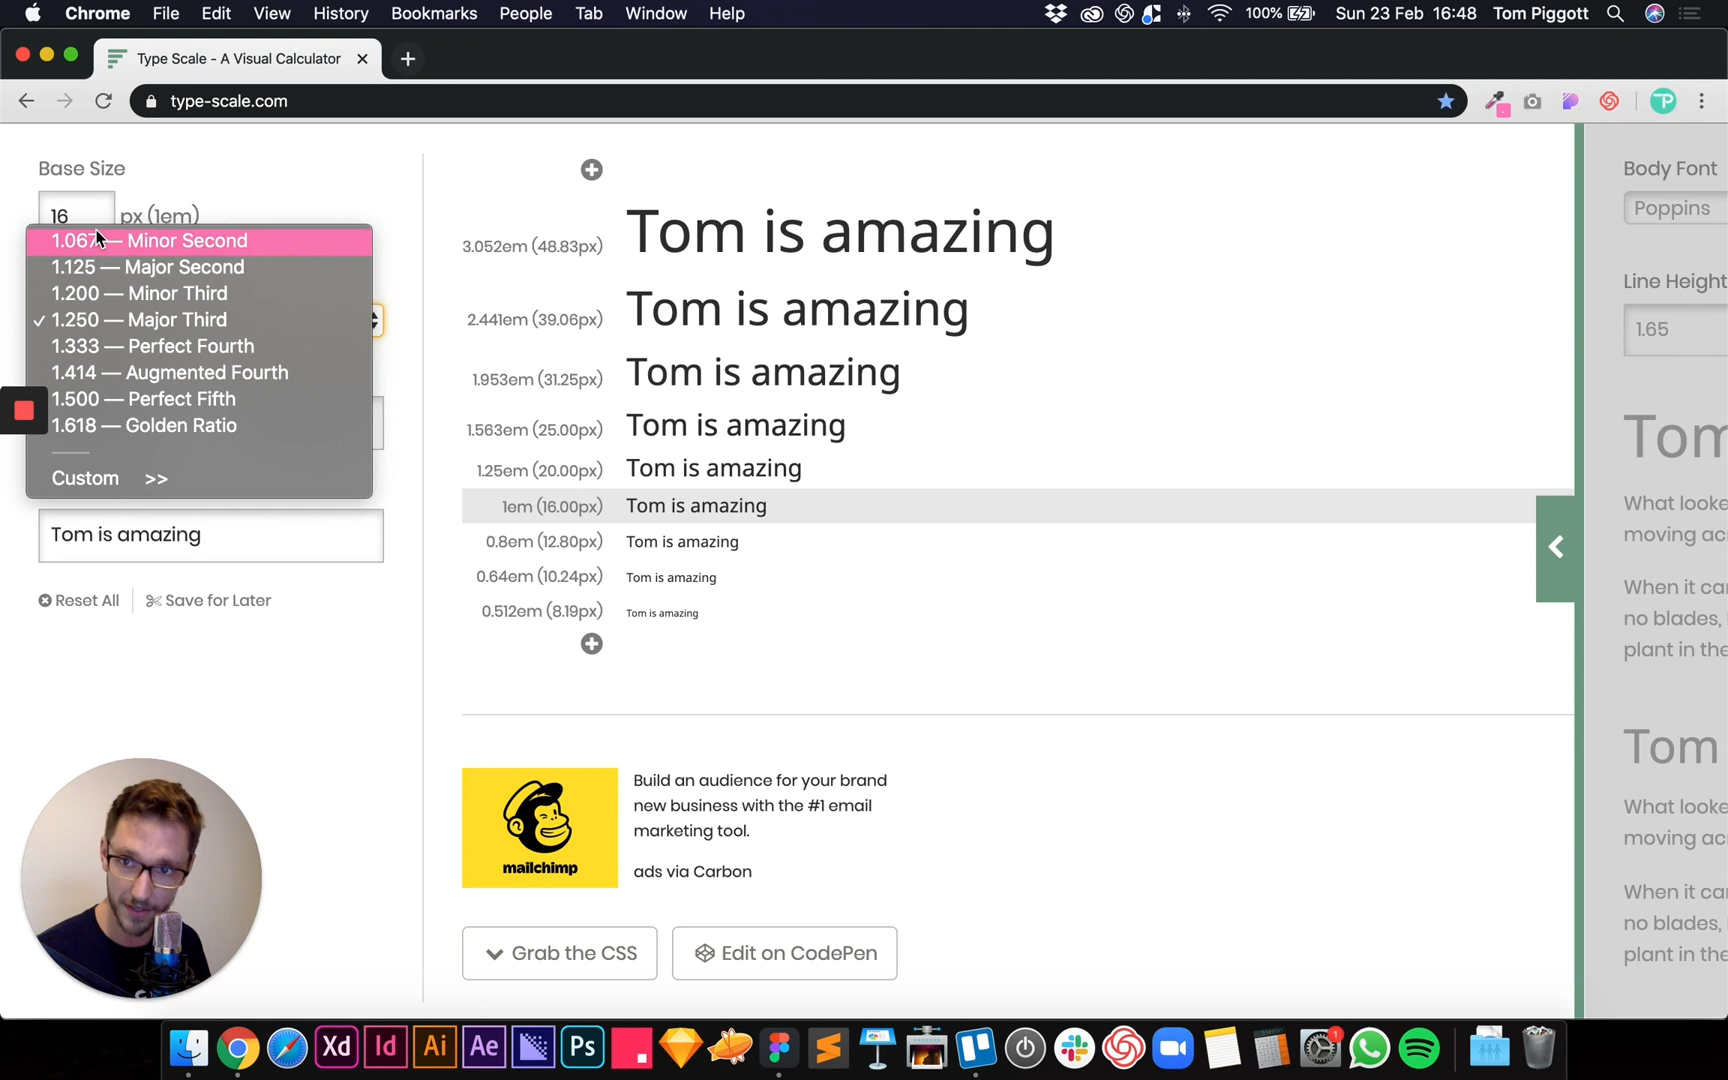 Chrome File Edit View History Bookmarks People Tab Window Help 100% Sun 23 Feb 16:48 Tom Piggott
Type Scale - A Visual Calculator
type-scale.com
Base Size
16 px (1em)
1.067 — Minor Second
1.125 — Major Second
1.200 — Minor Third
✓ 1.250 — Major Third
1.333 — Perfect Fourth
1.414 — Augmented Fourth
1.500 — Perfect Fifth
1.618 — Golden Ratio
Custom >>
Tom is amazing
Reset All
Save for Later
3.052em (48.83px) Tom is amazing
2.441em (39.06px) Tom is amazing
1.953em (31.25px) Tom is amazing
1.563em (25.00px) Tom is amazing
1.25em (20.00px) Tom is amazing
1em (16.00px) Tom is amazing
0.8em (12.80px) Tom is amazing
0.64em (10.24px) Tom is amazing
0.512em (8.19px) Tom is amazing
mailchimp
Build an audience for your brand
new business with the #1 email
marketing tool.
ads via Carbon
Grab the CSS
Edit on CodePen
Body Font
Poppins
Line Height
1.65
Tom
What looke
moving acr
When it car
no blades,
plant in the
Tom
What looke
moving acr
When it car
no blades,
plant in the
Xd Id Ai Ae Ps
1